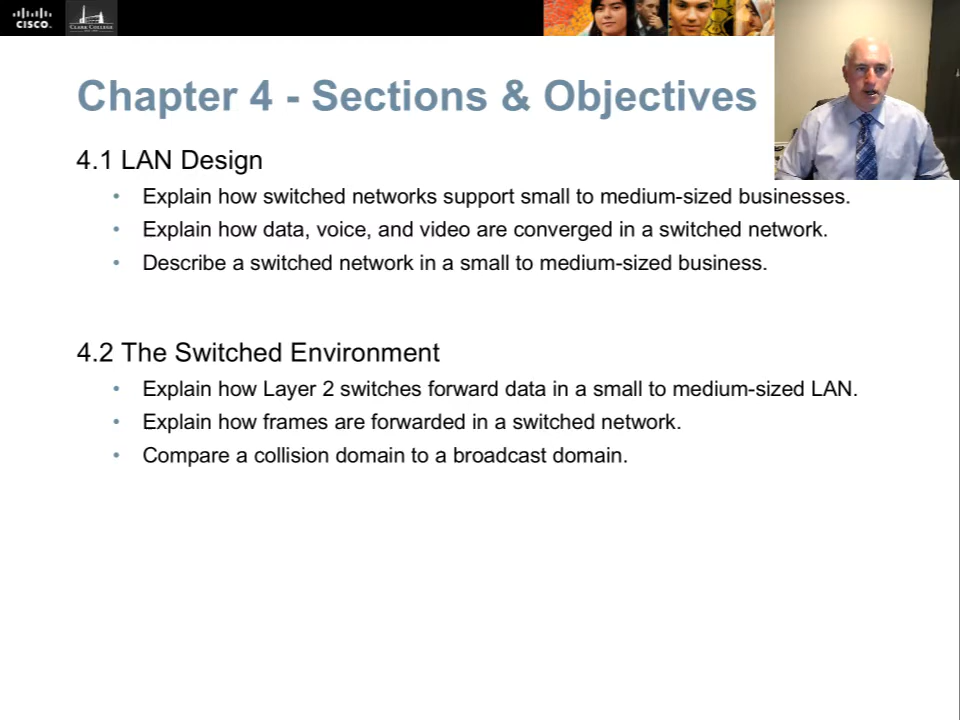 CISCO.
CLARK COLLEGE
Chapter 4 - Sections & Objectives
4.1 LAN Design
• Explain how switched networks support small to medium-sized businesses.
• Explain how data, voice, and video are converged in a switched network.
• Describe a switched network in a small to medium-sized business.
4.2 The Switched Environment
• Explain how Layer 2 switches forward data in a small to medium-sized LAN.
• Explain how frames are forwarded in a switched network.
• Compare a collision domain to a broadcast domain.